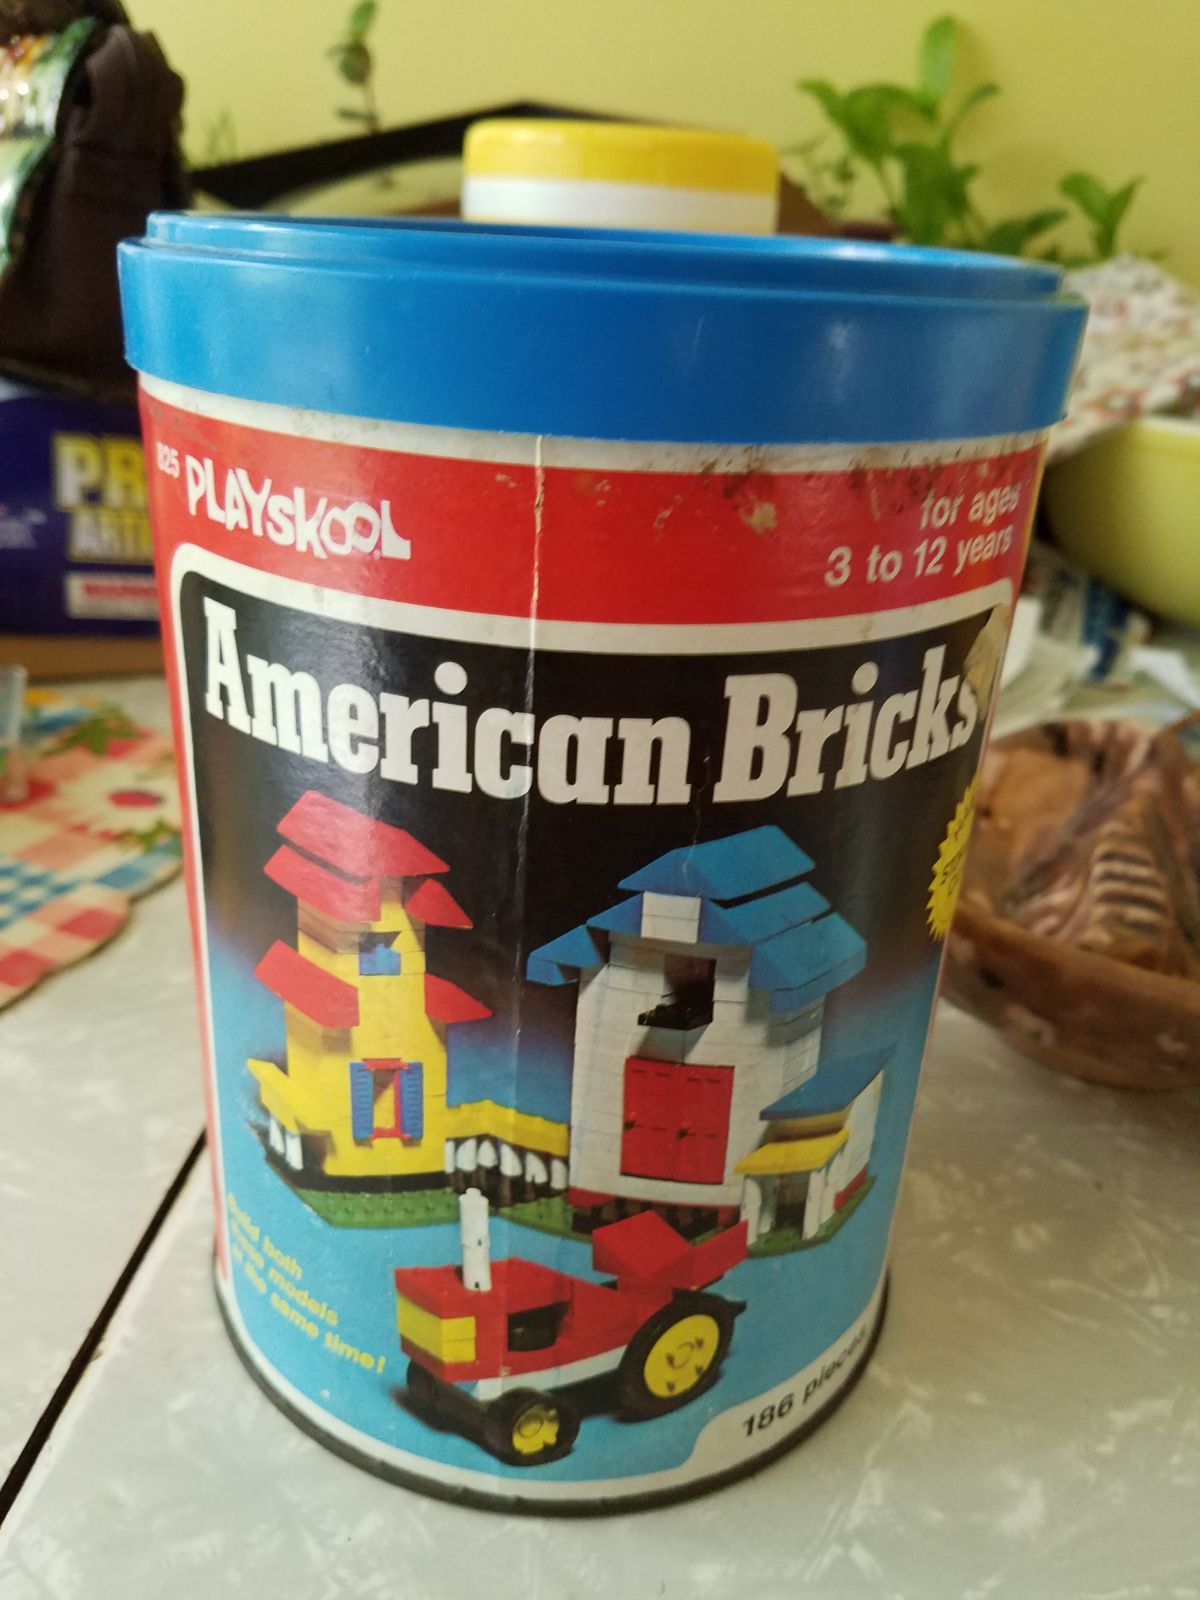 825 PLAYSKOOL
for ages
3 to 12 years
American Bricks
Build both
these models
at the same time!
186 pieces
PR